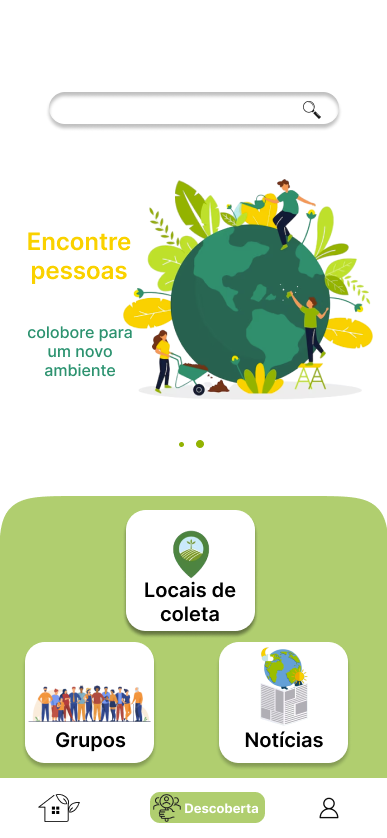 Encontre
pessoas
colobore para
um novo
ambiente
Locais de
coleta
Grupos
Notícias
Descoberta